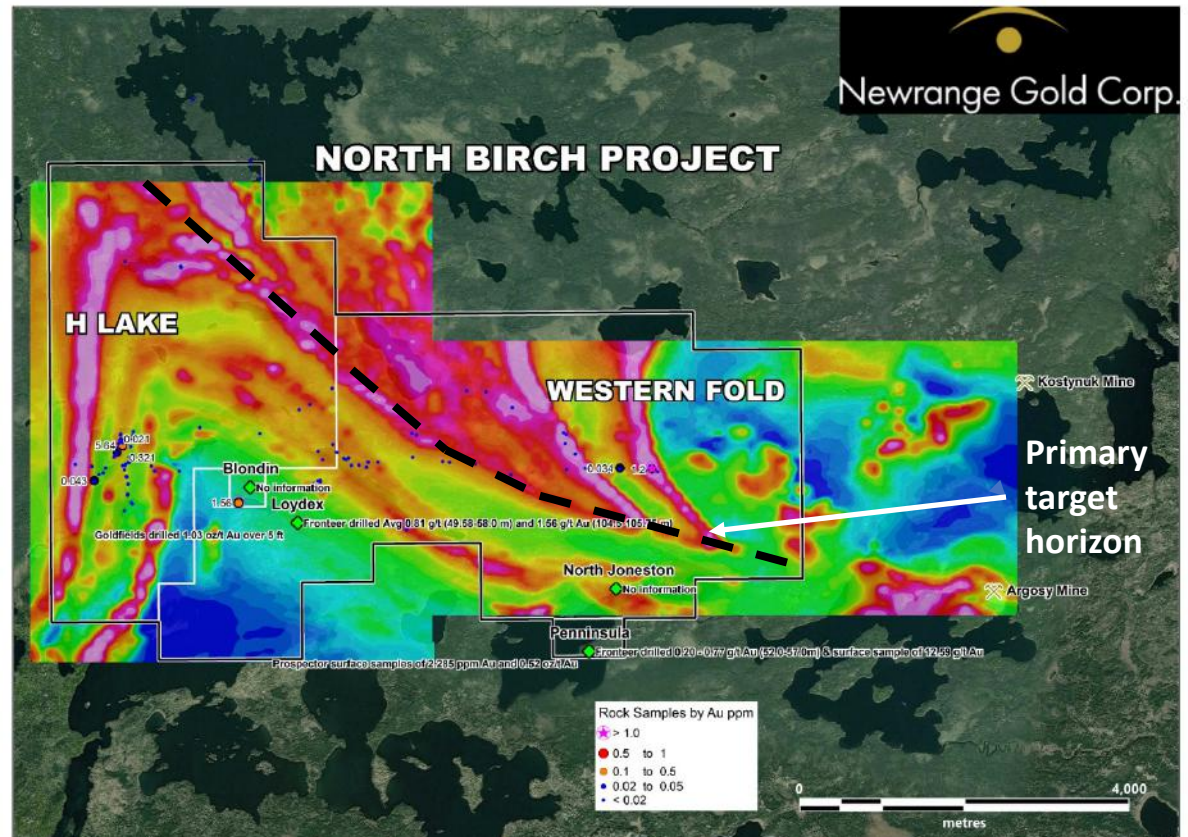 Newrange Gold Corp.
NORTH BIRCH PROJECT
H LAKE
WESTERN FOLD
Kostynuk Mine
Primary
target
horizon
5.64
0.021
0.321
0.043
0.034
1.2
Blondin
No information
1.56
Loydex
Fronteer drilled Avg 0.81 g/t (49.58-58.0 m) and 1.56 g/t Au
Goldfields drilled 1.03 oz/t Au over 5 ft
North Joneston
No information
Argosy Mine
Penninsula
Fronteer drilled 0.20 - 0.77 g/t Au (52.0-57.0m) & surface sample of 12.59 g/t Au
Prospector surface samples of 2.285 ppm Au and 0.52 oz/t Au
Rock Samples by Au ppm
> 1.0
0.5 to 1
0.1 to 0.5
0.02 to 0.05
< 0.02
0 4,000
metres